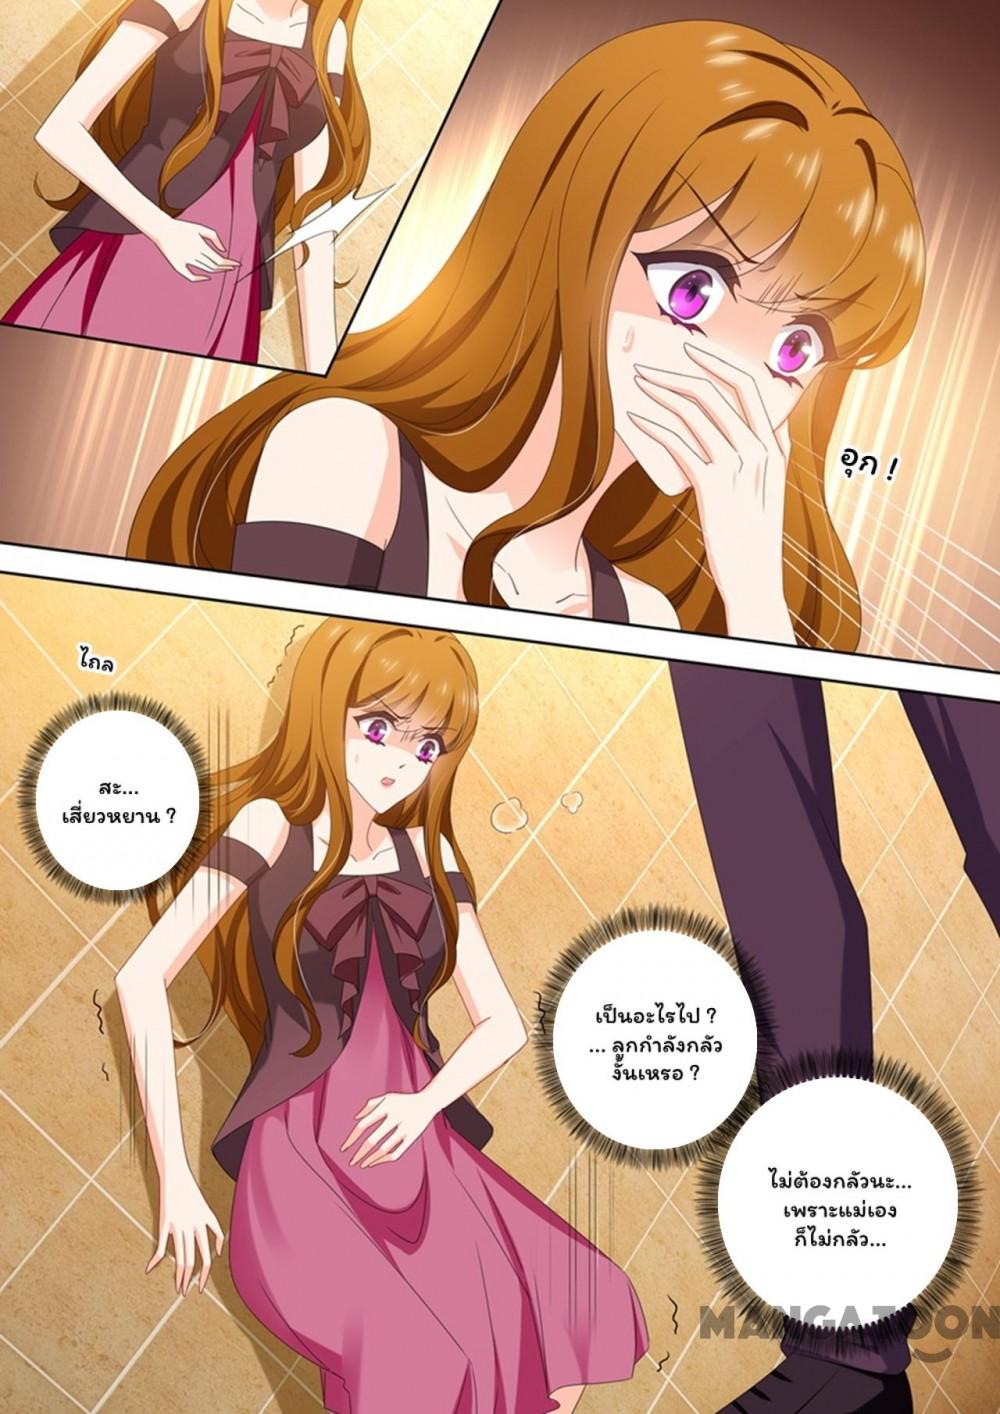 อุก !
ไถล
สะ...
เสี่ยวหยาน ?
เป็นอะไรไป ?
... ลูกกำลังกลัว
งั้นเหรอ ?
ไม่ต้องกลัวนะ...
เพราะแม่เอง
ก็ไม่กลัว...
MANGATOON